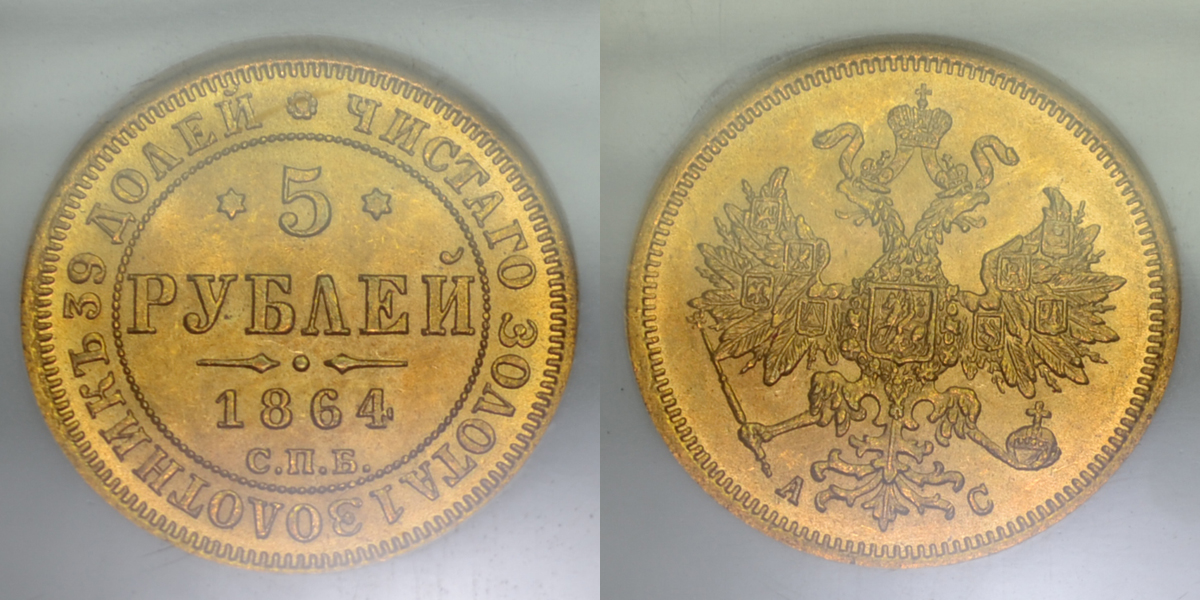 ЧИСТАГО ЗОЛОТА 1 ЗОЛОТНИКЪ 39 ДОЛЕЙ
5
РУБЛЕЙ
1864
С.П.Б.
А С